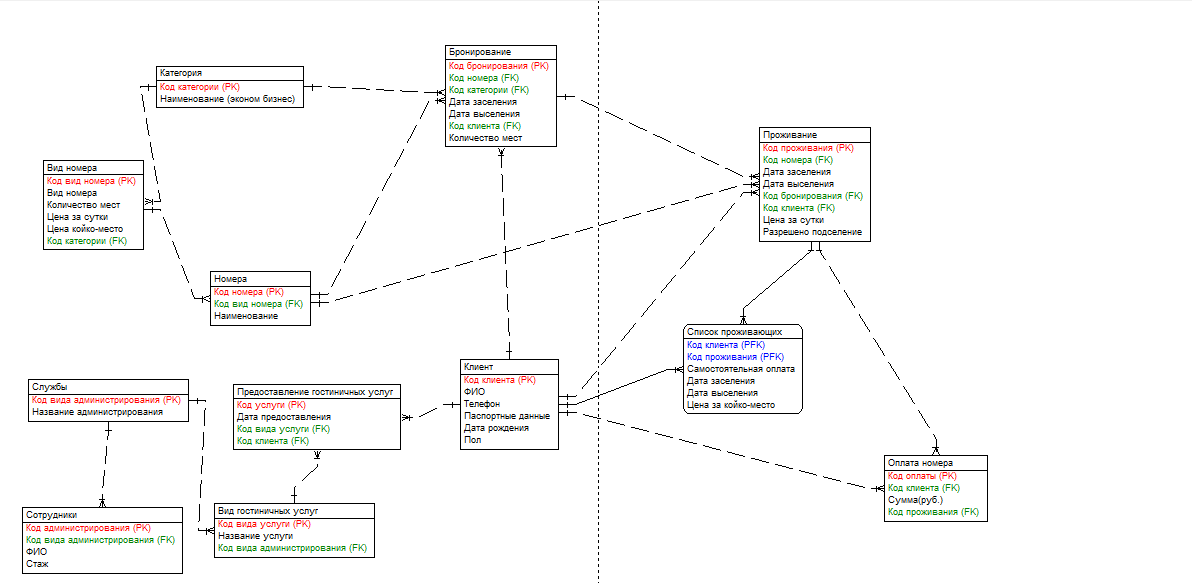 Бронирование
Код бронирования (PK)
Код номера (FK)
Код категории (FK)
Дата заселения
Дата выселения
Код клиента (FK)
Количество мест
Категория
Код категории (PK)
Наименование (эконом бизнес)
Проживание
Код проживания (PK)
Код номера (FK)
Дата заселения
Дата выселения
Код бронирования (FK)
Код клиента (FK)
Цена за сутки
Разрешено подселение
Вид номера
Код вид номера (PK)
Вид номера
Количество мест
Цена за сутки
Цена койко-место
Код категории (FK)
Номера
Код номера (PK)
Код вид номера (FK)
Наименование
Список проживающих
Код клиента (PFK)
Код проживания (PFK)
Самостоятельная оплата
Дата заселения
Дата выселения
Цена за койко-место
Клиент
Код клиента (PK)
ФИО
Телефон
Паспортные данные
Дата рождения
Пол
Службы
Код вида администрирования (PK)
Название администрирования
Предоставление гостиничных услуг
Код услуги (PK)
Дата предоставления
Код вида услуги (FK)
Код клиента (FK)
Оплата номера
Код оплаты (PK)
Код клиента (FK)
Сумма(руб.)
Код проживания (FK)
Сотрудники
Код администрирования (PK)
Код вида администрирования (FK)
ФИО
Стаж
Вид гостиничных услуг
Код вида услуги (PK)
Название услуги
Код вида администрирования (FK)